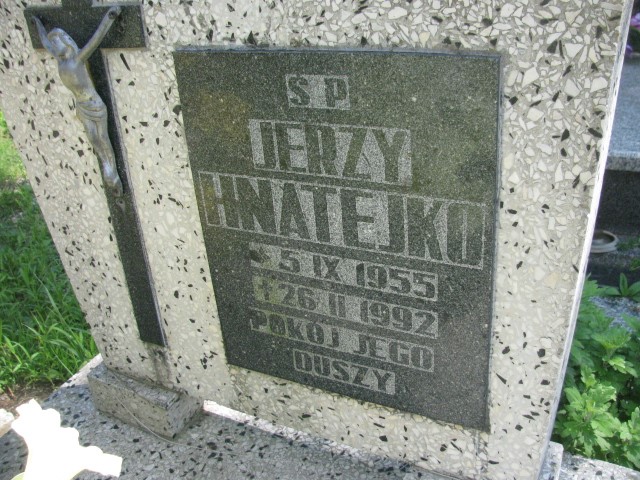 S P
JERZY
HNATEJKO
* 5 IX 1955
† 26 II 1992
POKÓJ JEGO
DUSZY